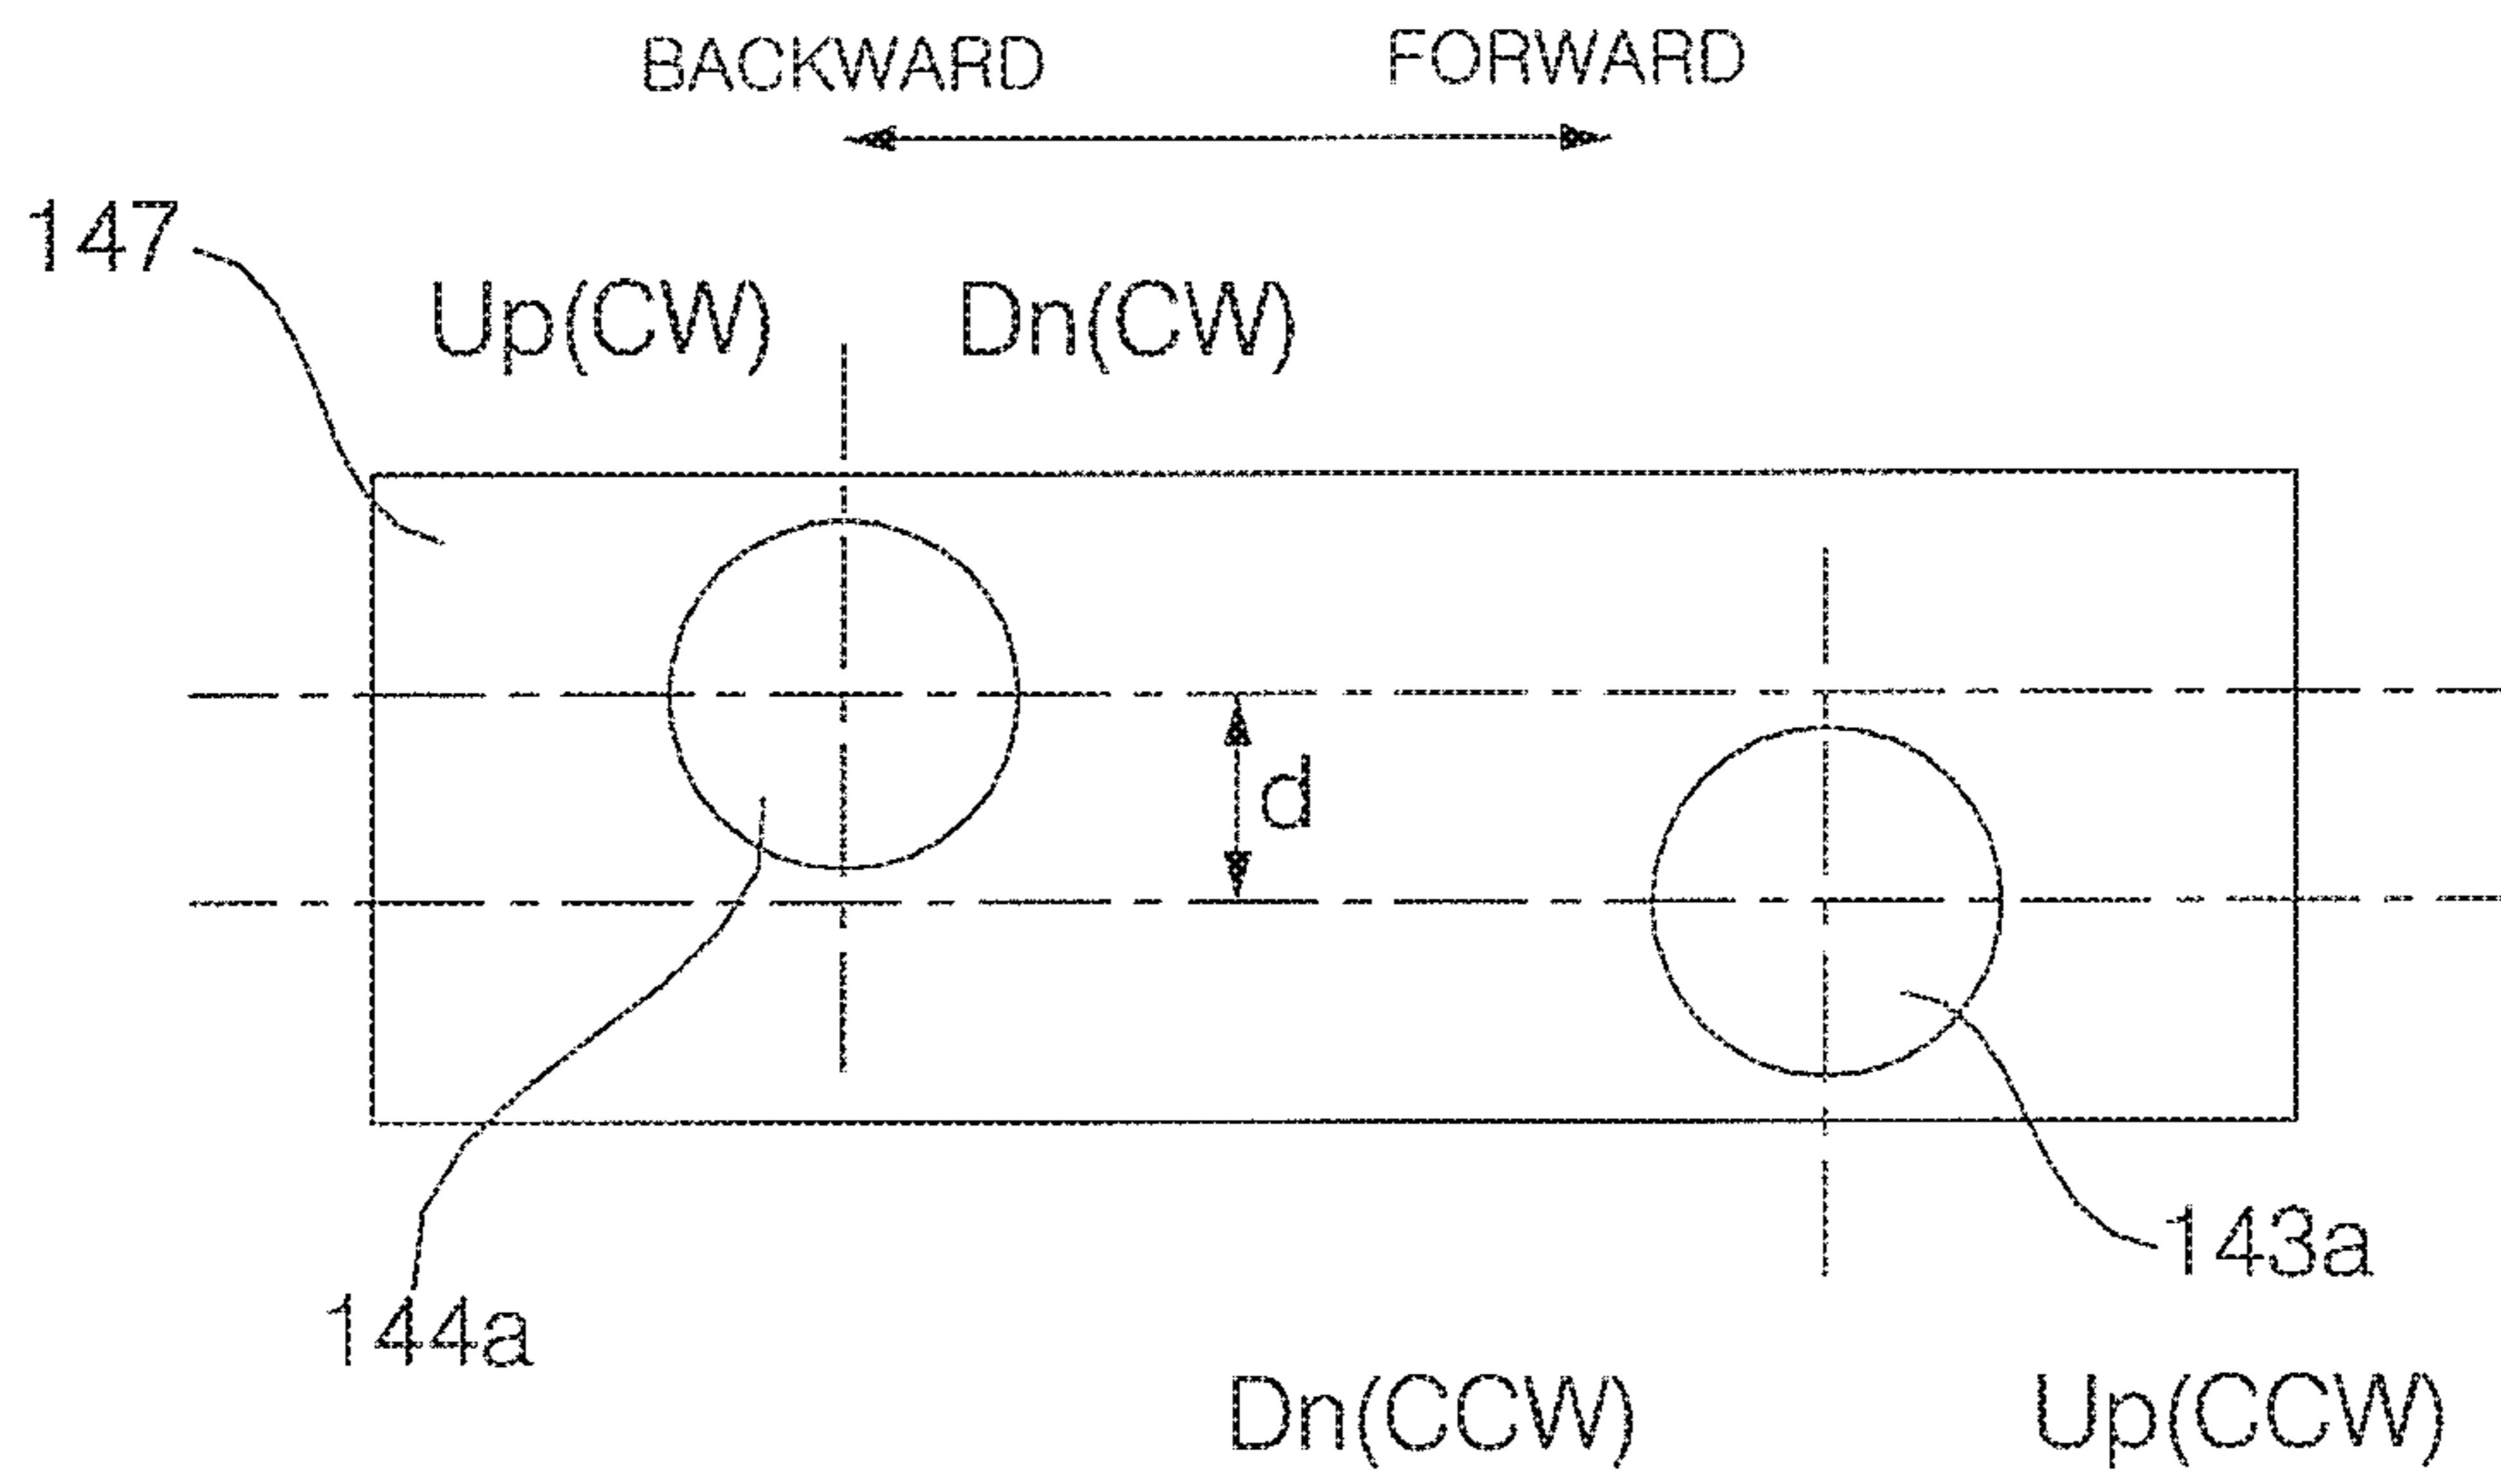 BACKWARD FORWARD
147
Up(CW) Dn(CW)
d
143a
144a
Dn(CCW) Up(CCW)